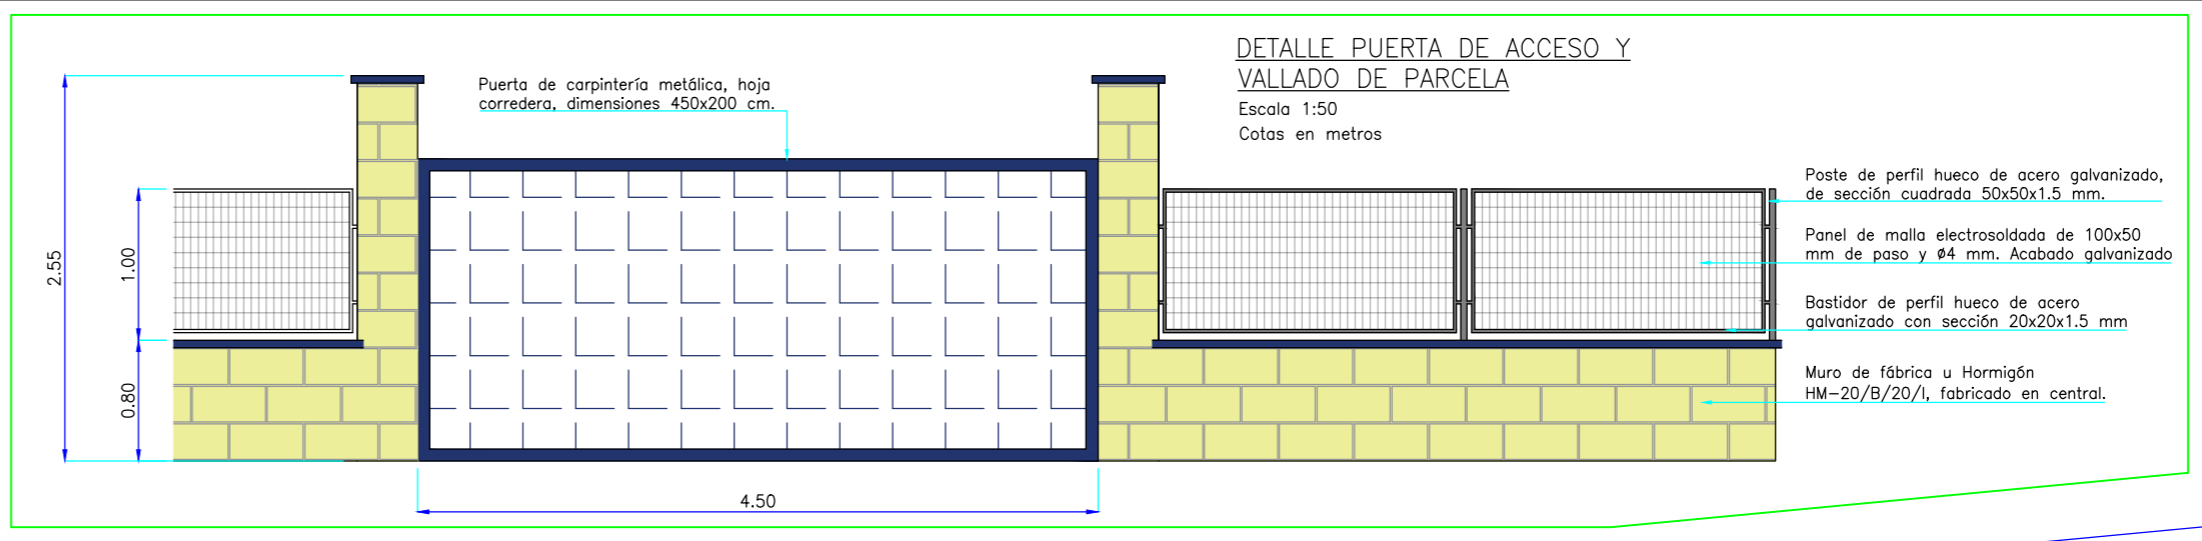 DETALLE PUERTA DE ACCESO Y
VALLADO DE PARCELA
Escala 1:50
Cotas en metros
Puerta de carpintería metálica, hoja
corredera, dimensiones 450x200 cm.
2.55
1.00
0.80
4.50
Poste de perfil hueco de acero galvanizado,
de sección cuadrada 50x50x1.5 mm.
Panel de malla electrosoldada de 100x50
mm de paso y Ø4 mm. Acabado galvanizado
Bastidor de perfil hueco de acero
galvanizado con sección 20x20x1.5 mm
Muro de fábrica u Hormigón
HM-20/B/20/I, fabricado en central.